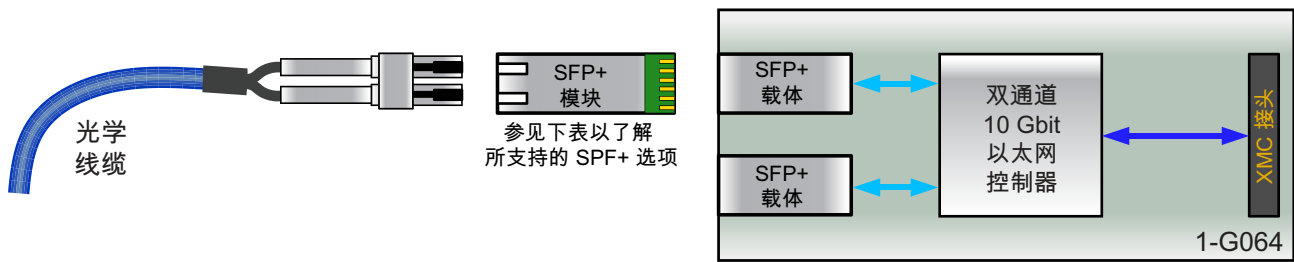 光学
线缆
SFP+
模块
参见下表以了解
所支持的 SPF+ 选项
SFP+
载体
SFP+
载体
双通道
10 Gbit
以太网
控制器
XMC 接头
1-G064